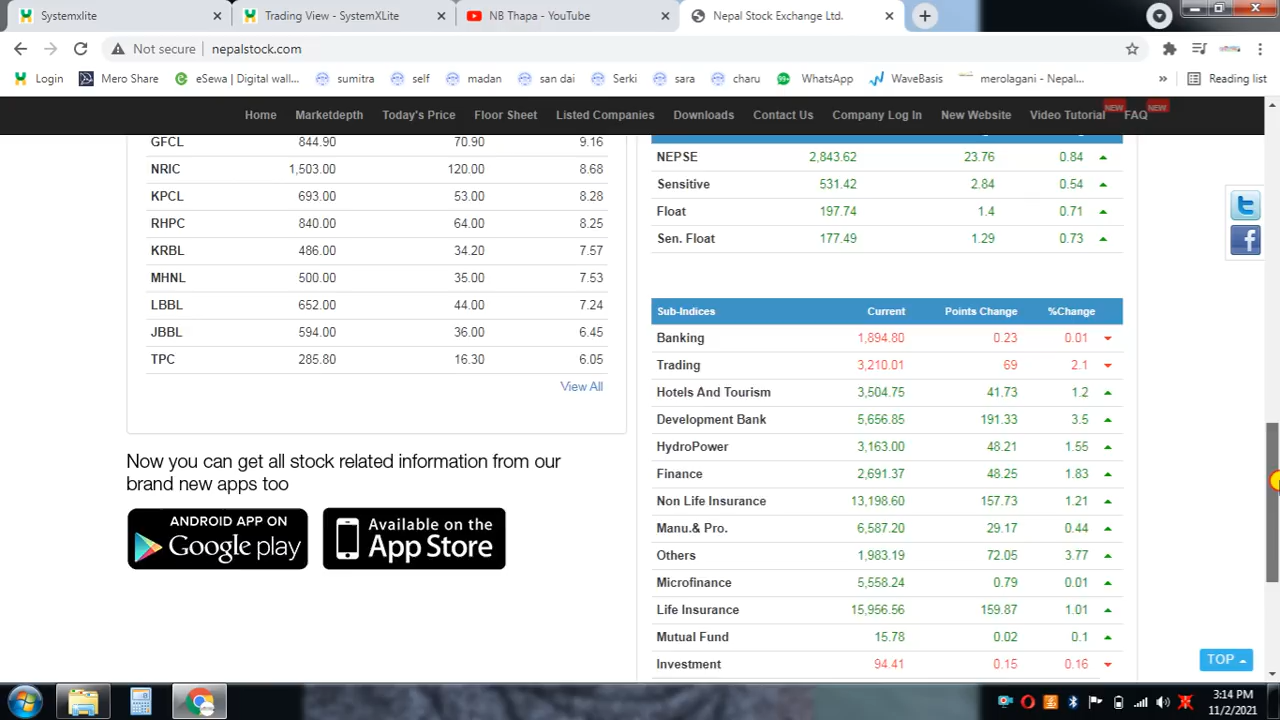 Systemxlite
Trading View - SystemXLite
NB Thapa - YouTube
Nepal Stock Exchange Ltd.
Not secure | nepalstock.com
Login
Mero Share
eSewa | Digital wall...
sumitra
self
madan
san dai
Serki
sara
charu
WhatsApp
WaveBasis
merolagani - Nepal...
»
Reading list
Home
Marketdepth
Today's Price
Floor Sheet
Listed Companies
Downloads
Contact Us
Company Log In
New Website
Video Tutorial
NEW
FAQ
NEW
GFCL 844.90 70.90 9.16
NRIC 1,503.00 120.00 8.68
KPCL 693.00 53.00 8.28
RHPC 840.00 64.00 8.25
KRBL 486.00 34.20 7.57
MHNL 500.00 35.00 7.53
LBBL 652.00 44.00 7.24
JBBL 594.00 36.00 6.45
TPC 285.80 16.30 6.05
View All
Now you can get all stock related information from our
brand new apps too
ANDROID APP ON
Google play
Available on the
App Store
NEPSE 2,843.62 23.76 0.84
Sensitive 531.42 2.84 0.54
Float 197.74 1.4 0.71
Sen. Float 177.49 1.29 0.73
Sub-Indices Current Points Change %Change
Banking 1,894.80 0.23 0.01
Trading 3,210.01 69 2.1
Hotels And Tourism 3,504.75 41.73 1.2
Development Bank 5,656.85 191.33 3.5
HydroPower 3,163.00 48.21 1.55
Finance 2,691.37 48.25 1.83
Non Life Insurance 13,198.60 157.73 1.21
Manu.& Pro. 6,587.20 29.17 0.44
Others 1,983.19 72.05 3.77
Microfinance 5,558.24 0.79 0.01
Life Insurance 15,956.56 159.87 1.01
Mutual Fund 15.78 0.02 0.1
Investment 94.41 0.15 0.16
TOP
3:14 PM
11/2/2021